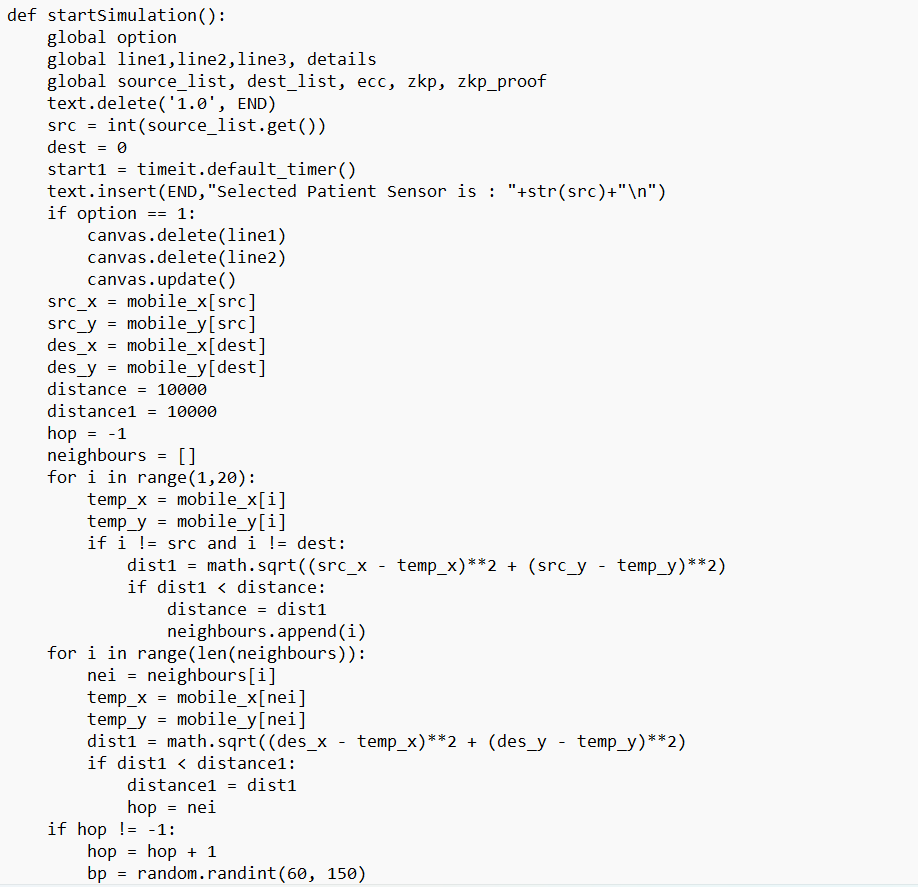 def startSimulation():
    global option
    global line1,line2,line3, details
    global source_list, dest_list, ecc, zkp, zkp_proof
    text.delete('1.0', END)
    src = int(source_list.get())
    dest = 0
    start1 = timeit.default_timer()
    text.insert(END,"Selected Patient Sensor is : "+str(src)+"\n")
    if option == 1:
        canvas.delete(line1)
        canvas.delete(line2)
        canvas.update()
    src_x = mobile_x[src]
    src_y = mobile_y[src]
    des_x = mobile_x[dest]
    des_y = mobile_y[dest]
    distance = 10000
    distance1 = 10000
    hop = -1
    neighbours = []
    for i in range(1,20):
        temp_x = mobile_x[i]
        temp_y = mobile_y[i]
        if i != src and i != dest:
            dist1 = math.sqrt((src_x - temp_x)**2 + (src_y - temp_y)**2)
            if dist1 < distance:
                distance = dist1
                neighbours.append(i)
    for i in range(len(neighbours)):
        nei = neighbours[i]
        temp_x = mobile_x[nei]
        temp_y = mobile_y[nei]
        dist1 = math.sqrt((des_x - temp_x)**2 + (des_y - temp_y)**2)
        if dist1 < distance1:
            distance1 = dist1
            hop = nei
    if hop != -1:
        hop = hop + 1
        bp = random.randint(60, 150)